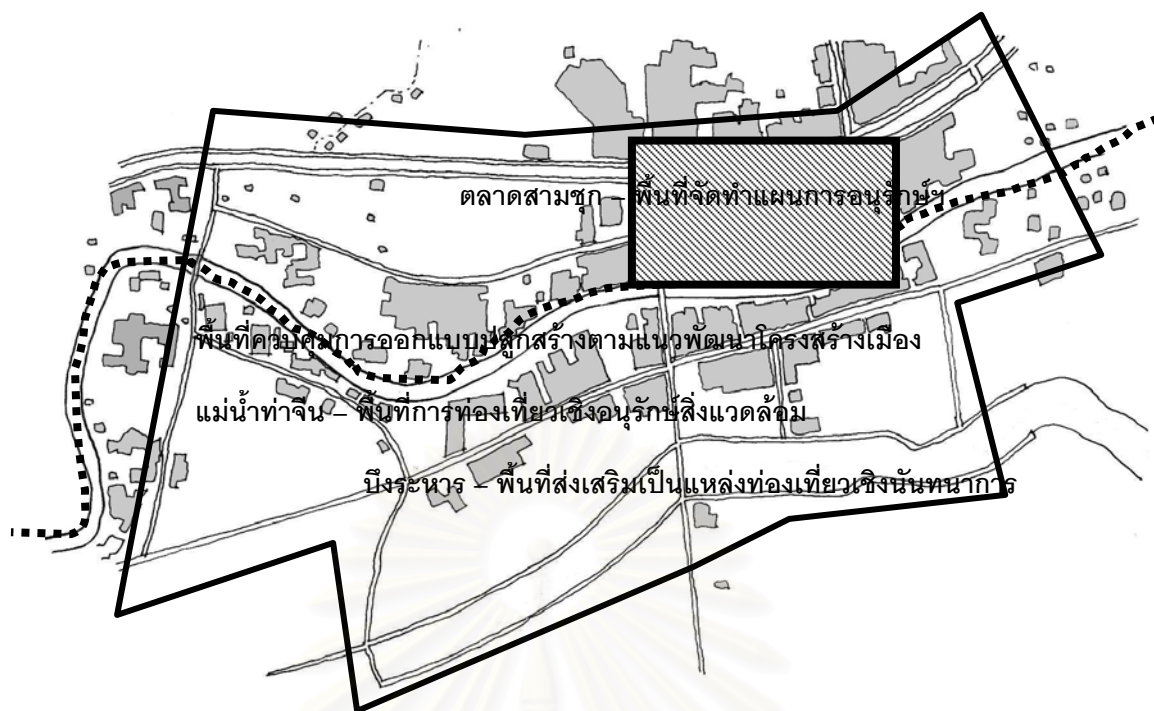 ตลาดสามชุก – พื้นที่จัดทำแผนการอนุรักษ์ฯ
พื้นที่ควบคุมการออกแบบปลูกสร้างตามแนวพัฒนาโครงสร้างเมือง
แม่น้ำท่าจีน – พื้นที่การท่องเที่ยวเชิงอนุรักษ์สิ่งแวดล้อม
บึงระหาร – พื้นที่ส่งเสริมเป็นแหล่งท่องเที่ยวเชิงนันทนาการ